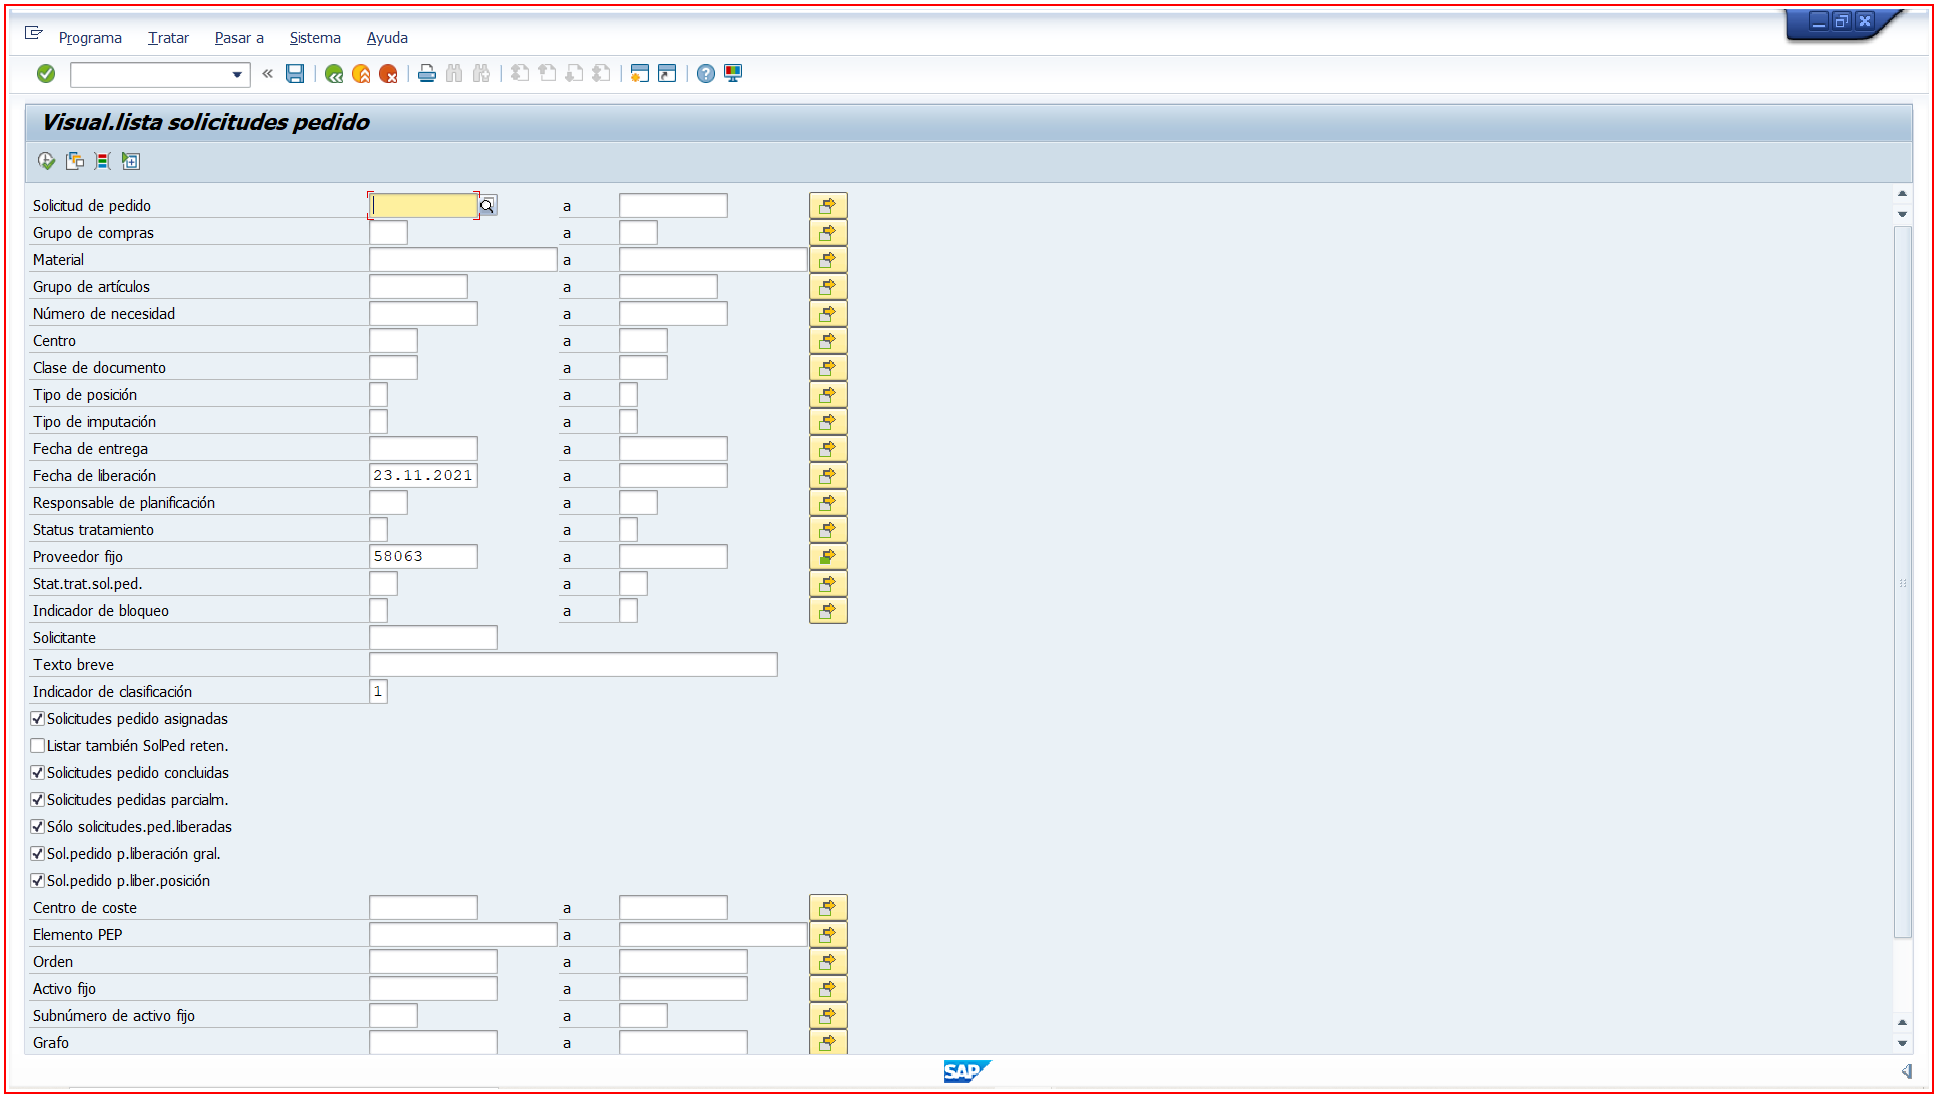 Programa Tratar Pasar a Sistema Ayuda
Visual.lista solicitudes pedido
Solicitud de pedido a
Grupo de compras a
Material a
Grupo de artículos a
Número de necesidad a
Centro a
Clase de documento a
Tipo de posición a
Tipo de imputación a
Fecha de entrega a
Fecha de liberación 23.11.2021 a
Responsable de planificación a
Status tratamiento a
Proveedor fijo 58063 a
Stat.trat.sol.ped. a
Indicador de bloqueo a
Solicitante
Texto breve
Indicador de clasificación 1
Solicitudes pedido asignadas
Listar también SolPed reten.
Solicitudes pedido concluidas
Solicitudes pedidas parcialm.
Sólo solicitudes.ped.liberadas
Sol.pedido p.liberación gral.
Sol.pedido p.liber.posición
Centro de coste a
Elemento PEP a
Orden a
Activo fijo a
Subnúmero de activo fijo a
Grafo a
SAP